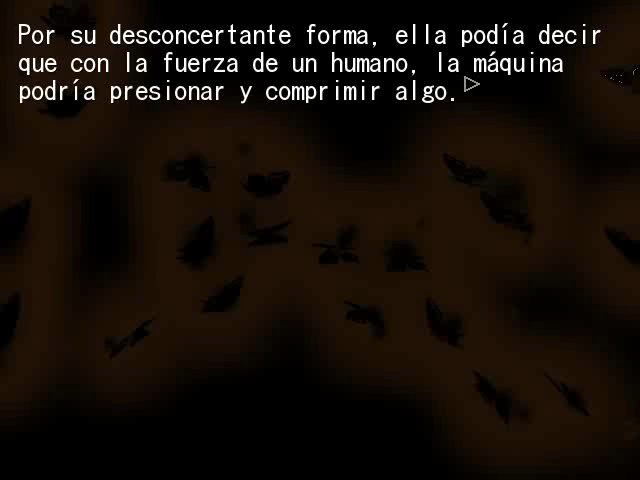 Por su desconcertante forma, ella podía decir
que con la fuerza de un humano, la máquina
podría presionar y comprimir algo.